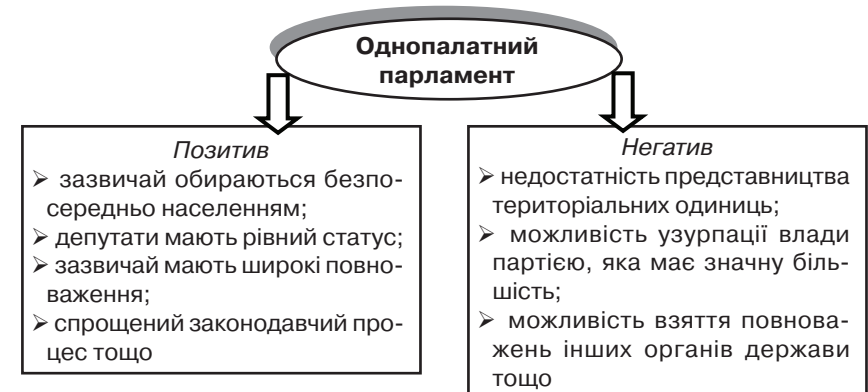 Однопалатний
парламент
Позитив
➢ зазвичай обираються безпо-
середньо населенням;
➢ депутати мають рівний статус;
➢ зазвичай мають широкі повно-
важення;
➢ спрощений законодавчий про-
цес тощо
Негатив
➢ недостатність представництва
територіальних одиниць;
➢ можливість узурпації влади
партією, яка має значну біль-
шість;
➢ можливість взяття повнова-
жень інших органів держави
тощо